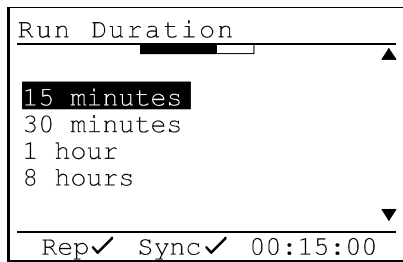 Run Duration
15 minutes
30 minutes
1 hour
8 hours
Rep✓ Sync✓ 00:15:00